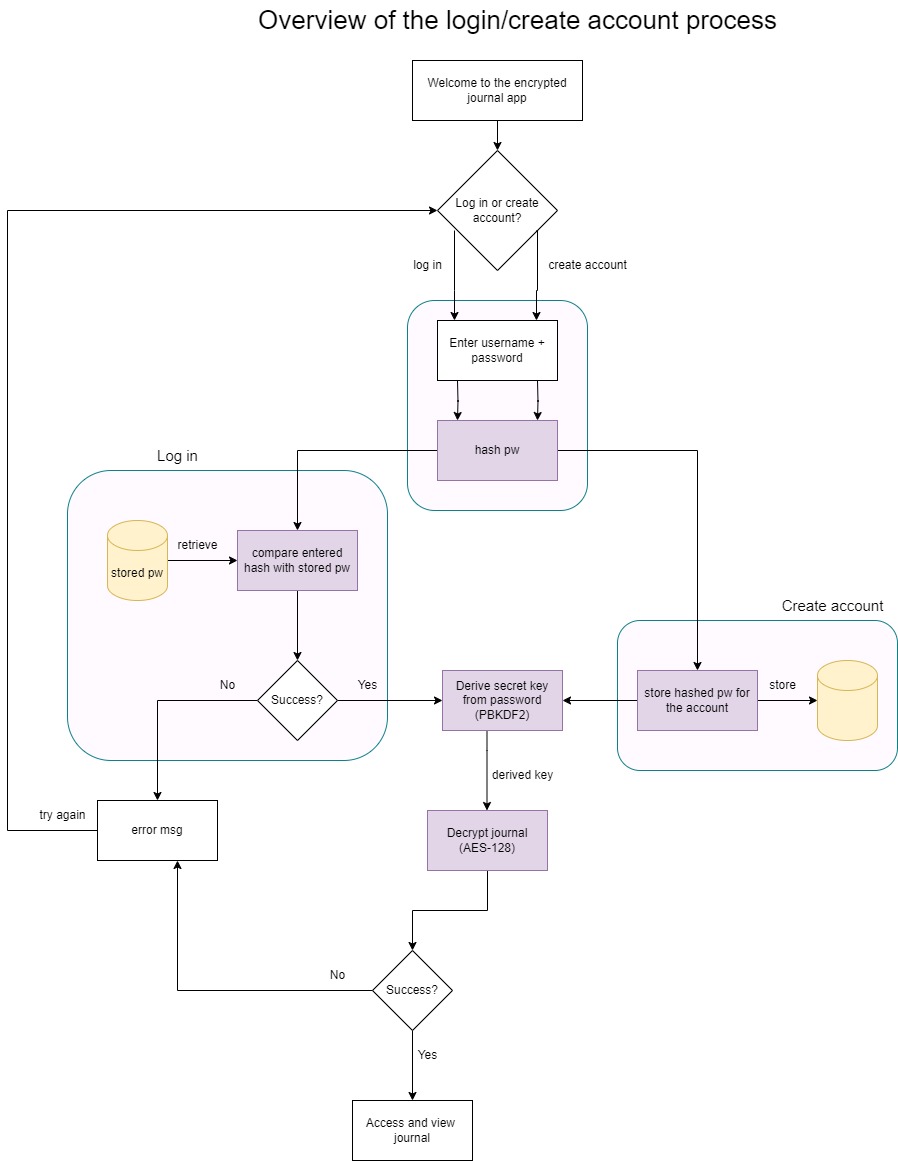 Overview of the login/create account process
Welcome to the encrypted
journal app
Log in or create
account?
log in
create account
Enter username +
password
hash pw
Log in
retrieve
stored pw
compare entered
hash with stored pw
Create account
No
Success?
Yes
Derive secret key
from password
(PBKDF2)
store hashed pw for
the account
store
derived key
try again
error msg
Decrypt journal
(AES-128)
No
Success?
Yes
Access and view
journal